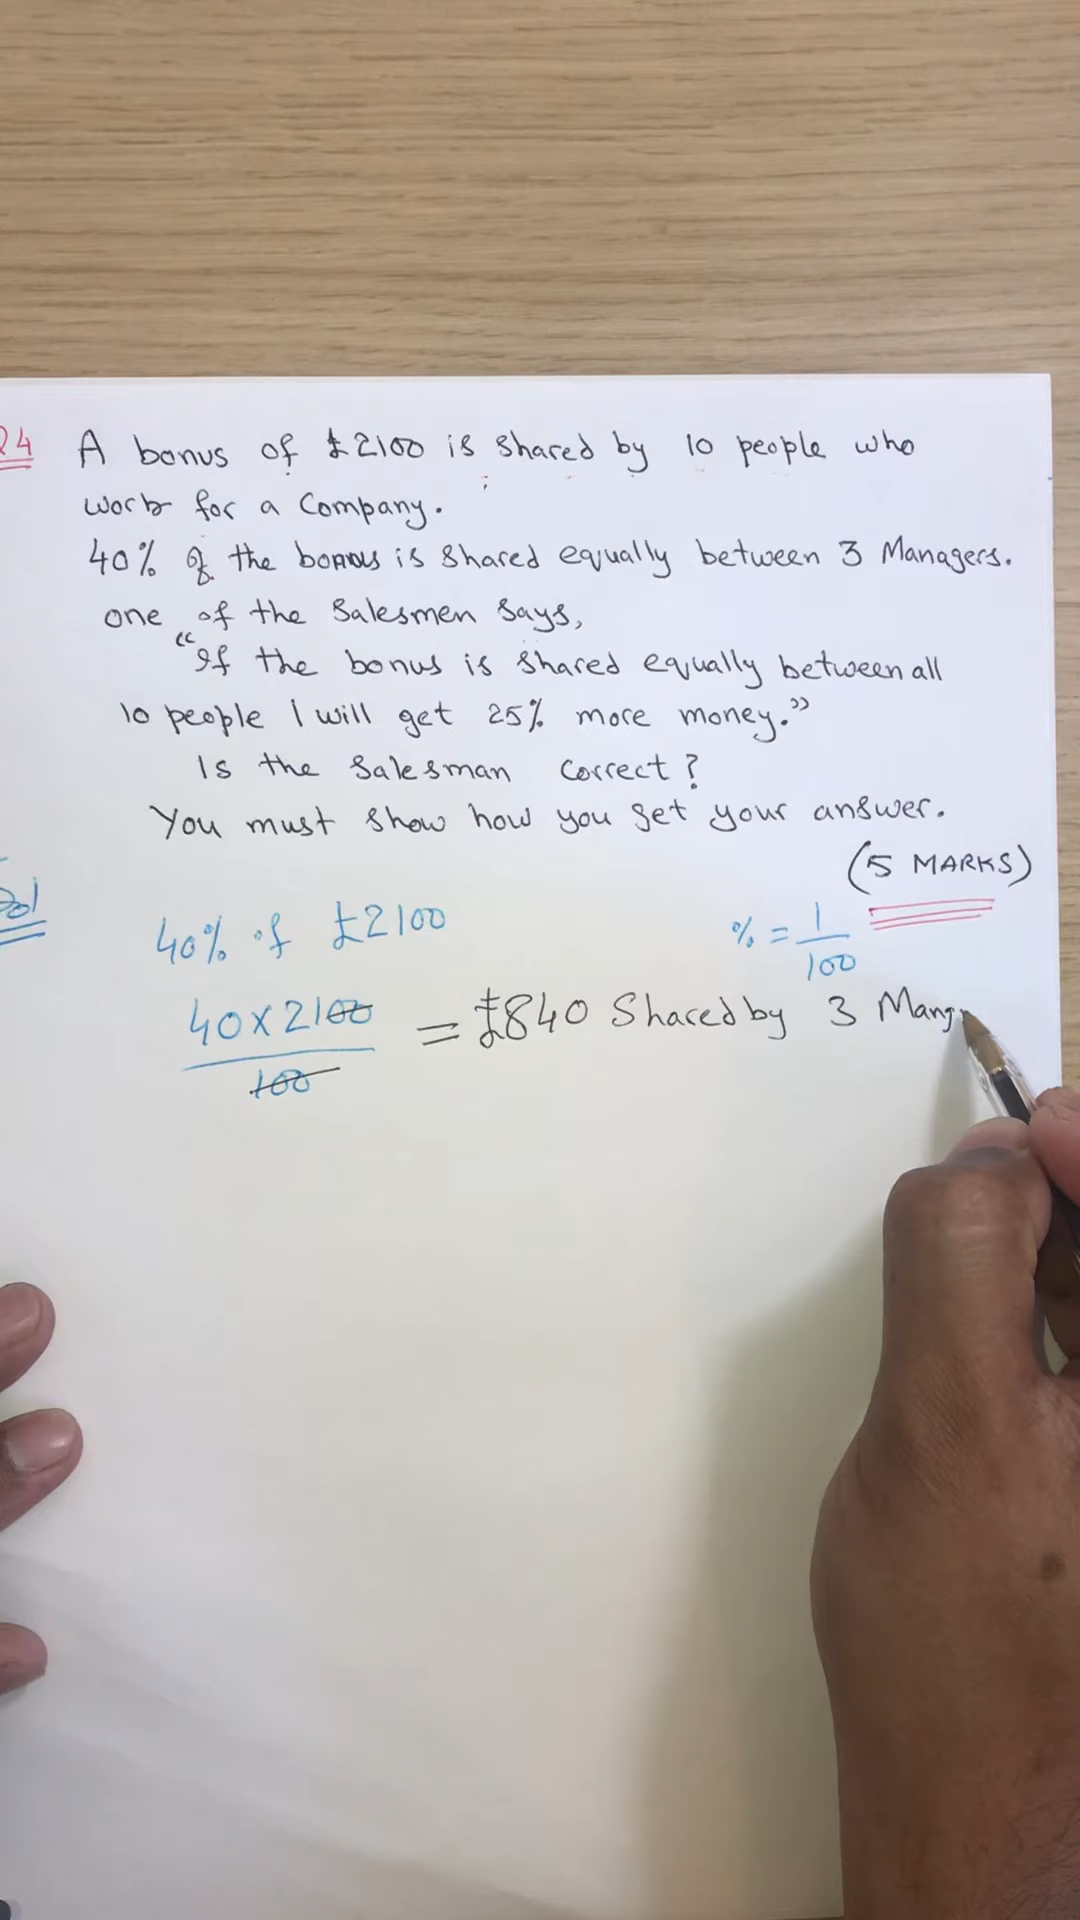 24 A bonus of £2100 is shared by 10 people who
work for a Company.
40% of the bonus is shared equally between 3 Managers.
one of the Salesmen says,
“If the bonus is shared equally between all
10 people I will get 25% more money.”
Is the Salesman correct?
You must show how you get your answer.
(5 MARKS)
Sol
40% of £2100
% = 1/100
40 x 2100 / 100 = £840 Shared by 3 Mang